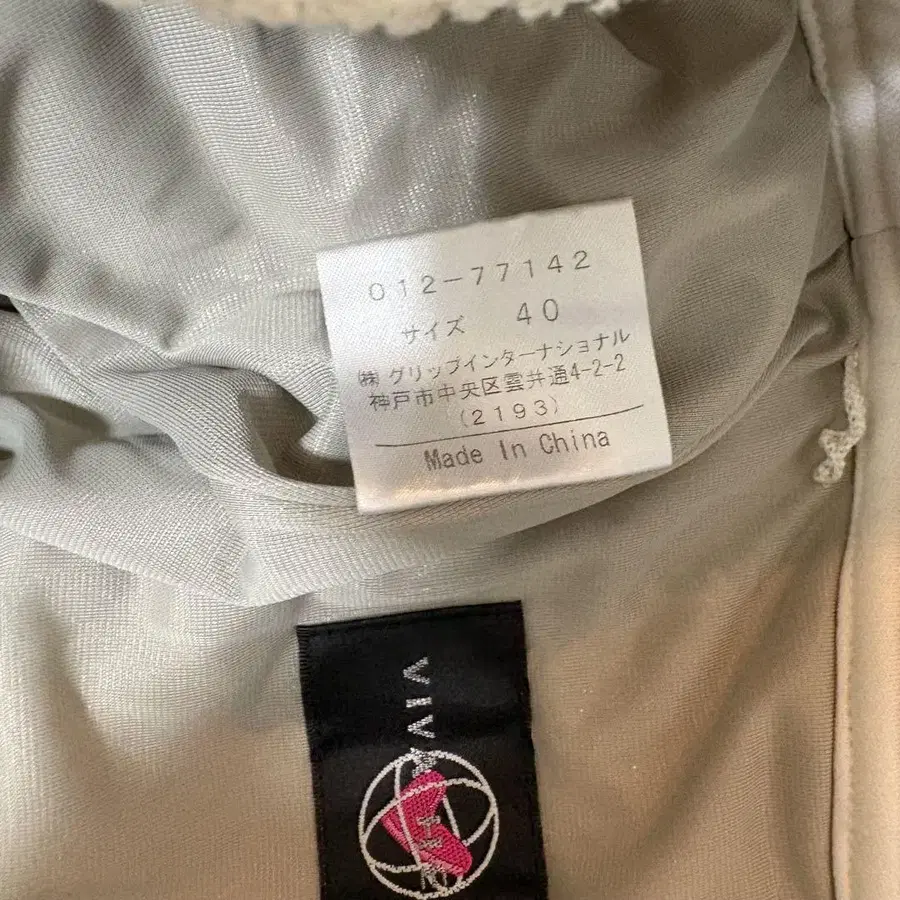 012-77142
サイズ 40
㈱ グリップインターナショナル
神戸市中央区雲井通4-2-2
(2193)
Made In China
VIVA